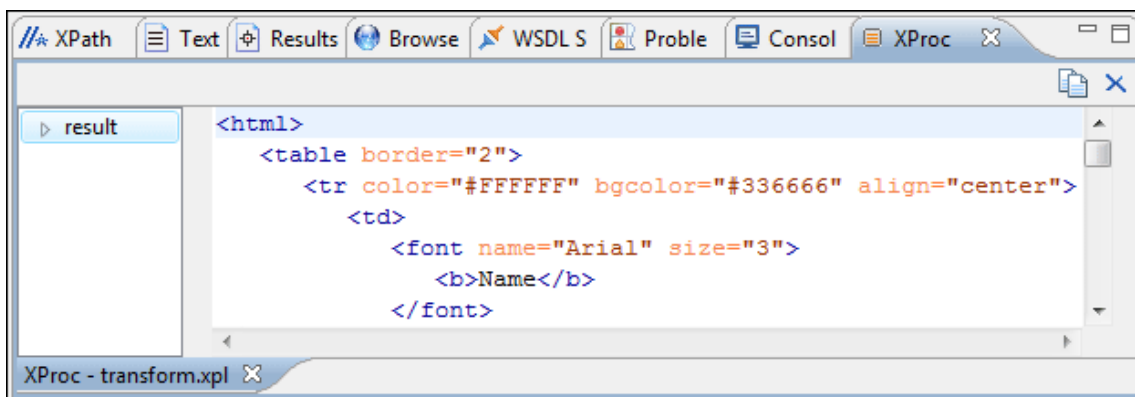 XPath Text Results Browse WSDL S Proble Consol XProc
result
<html>
<table border="2">
<tr color="#FFFFFF" bgcolor="#336666" align="center">
<td>
<font name="Arial" size="3">
<b>Name</b>
</font>
XProc - transform.xpl